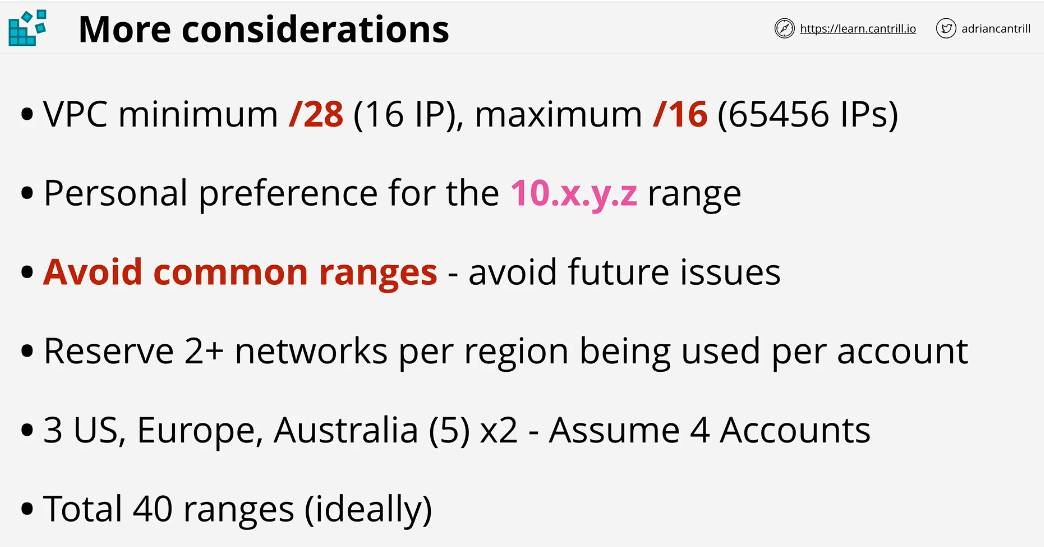 More considerations
https://learn.cantrill.io
adriancantrill
• VPC minimum /28 (16 IP), maximum /16 (65456 IPs)
• Personal preference for the 10.x.y.z range
• Avoid common ranges - avoid future issues
• Reserve 2+ networks per region being used per account
• 3 US, Europe, Australia (5) x2 - Assume 4 Accounts
• Total 40 ranges (ideally)